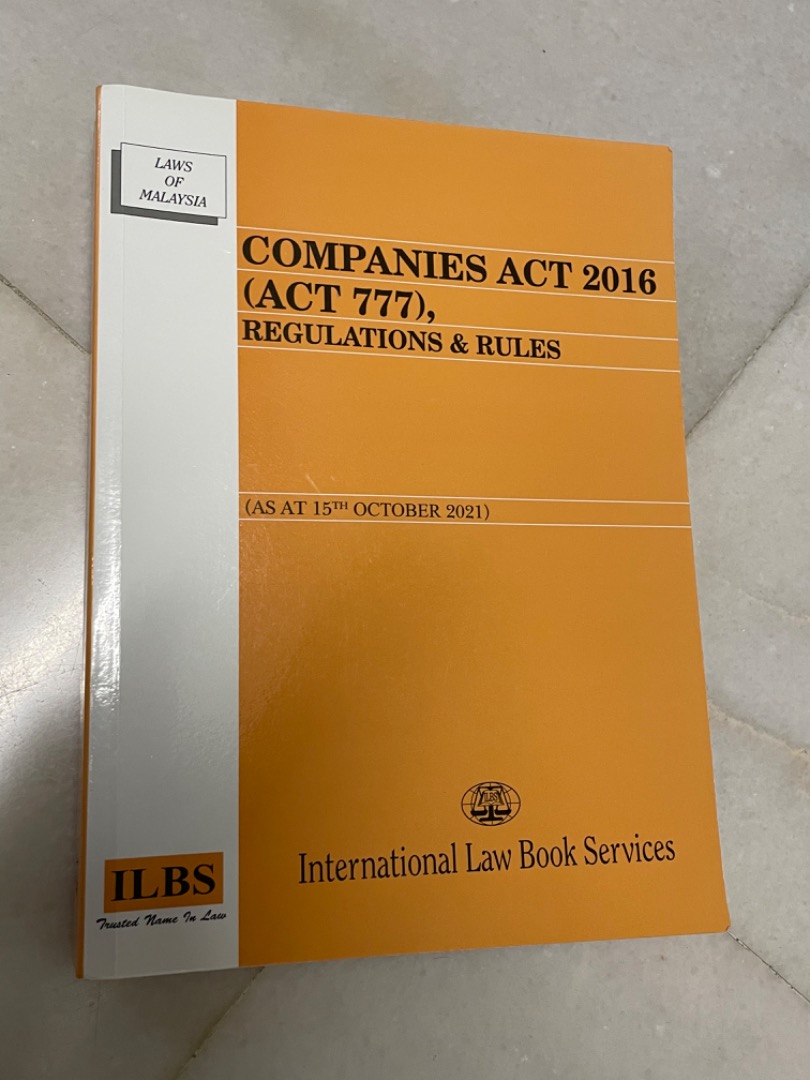 LAWS
OF
MALAYSIA
COMPANIES ACT 2016
(ACT 777),
REGULATIONS & RULES
(AS AT 15TH OCTOBER 2021)
ILBS
International Law Book Services
ILBS
Trusted Name In Law